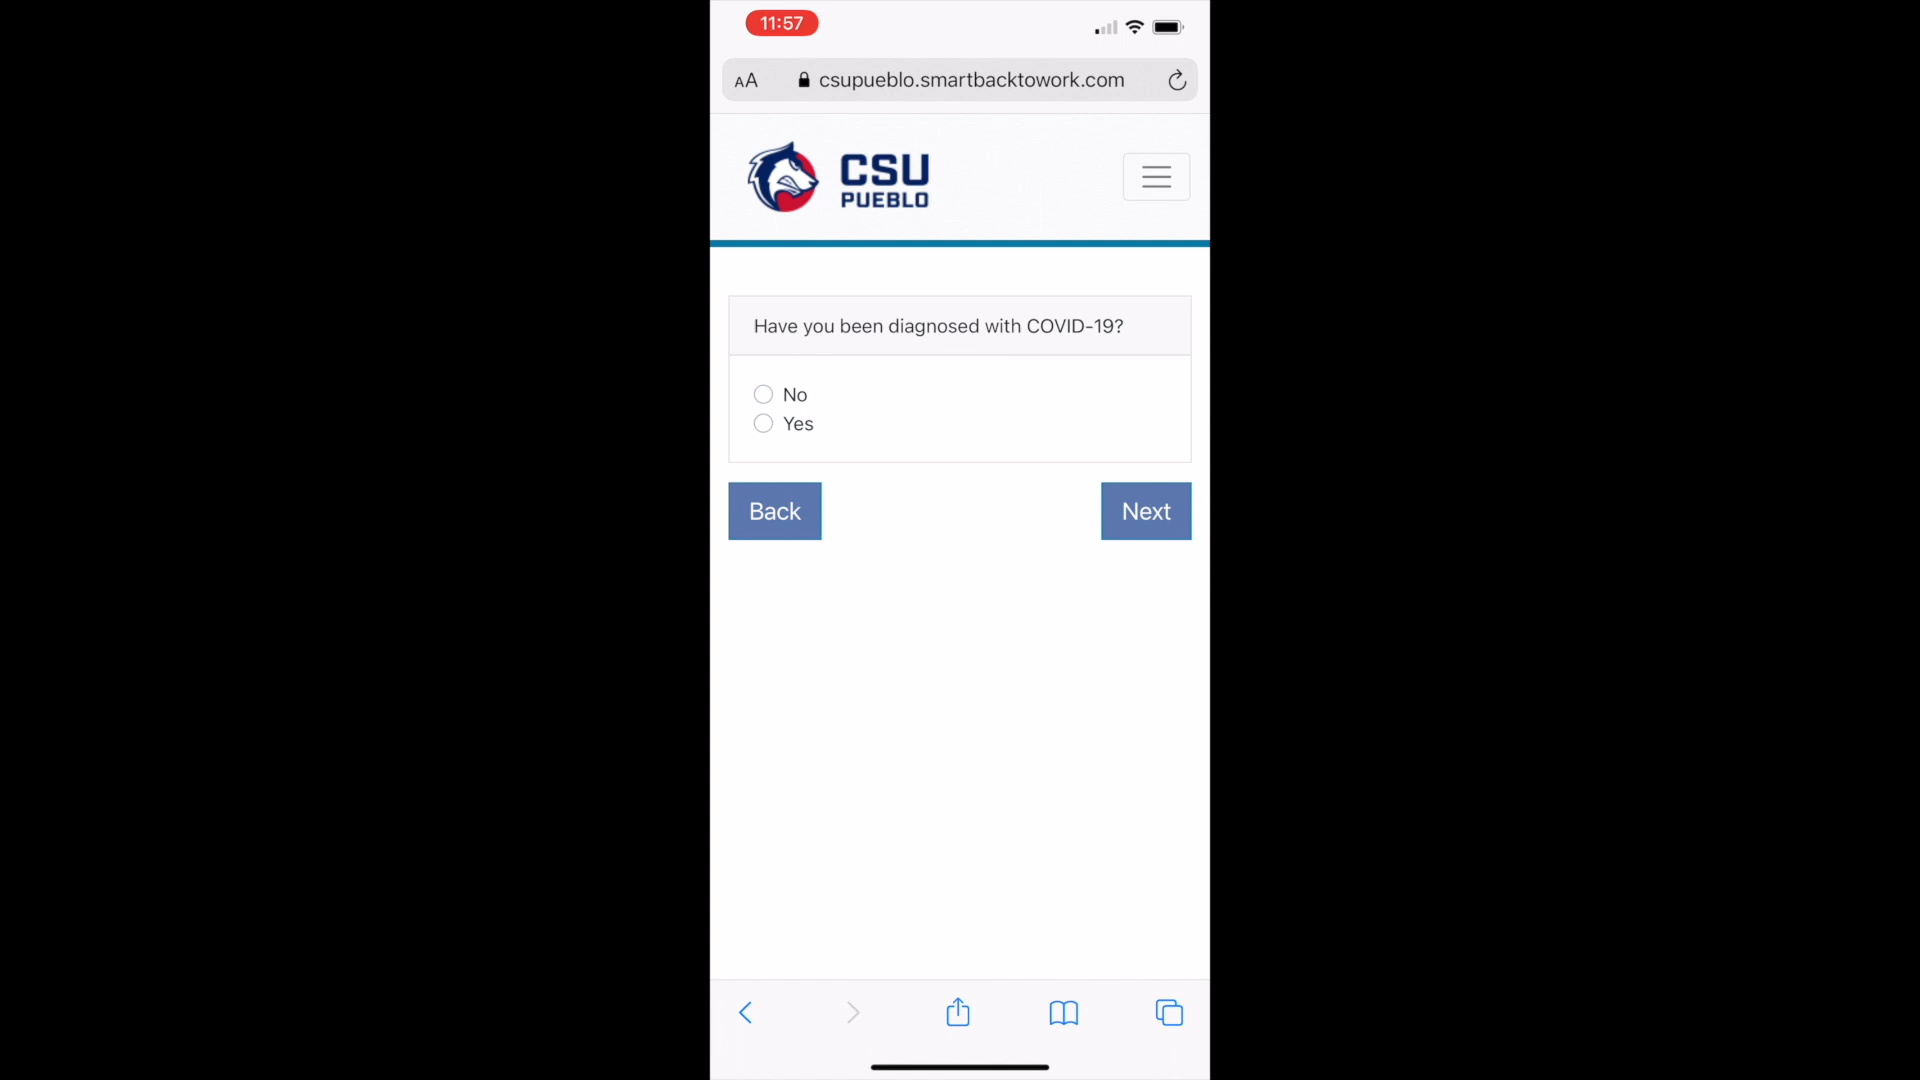 11:57
AA csupueblo.smartbacktowork.com
CSU
PUEBLO
Have you been diagnosed with COVID-19?
No
Yes
Back Next